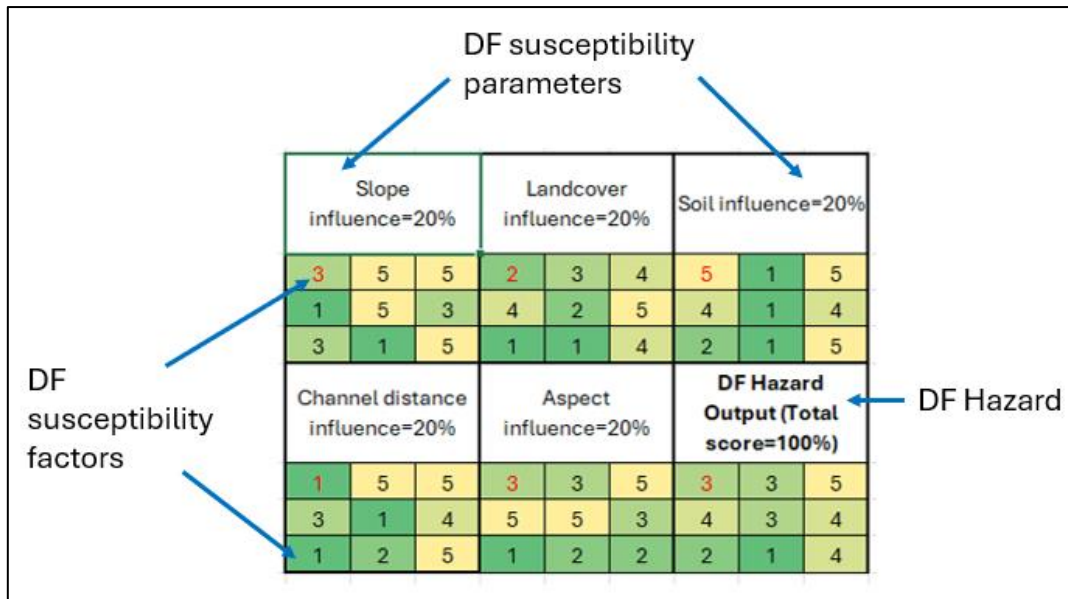 DF susceptibility
parameters
Slope
influence=20%
Landcover
influence=20%
Soil influence=20%
3 5 5 2 3 4 5 1 5
1 5 3 4 2 5 4 1 4
3 1 5 1 1 4 2 1 5
DF
susceptibility
factors
Channel distance
influence=20%
Aspect
influence=20%
DF Hazard
Output (Total
score=100%)
DF Hazard
1 5 5 3 3 5 3 3 5
3 1 4 5 5 3 4 3 4
1 2 5 1 2 2 2 1 4